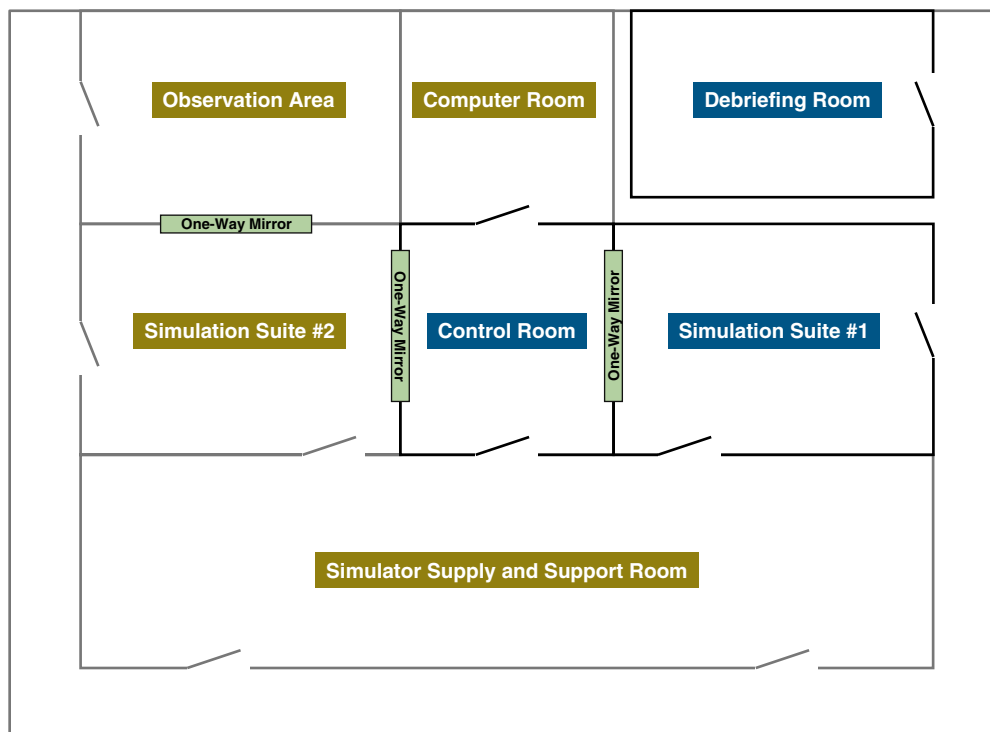 Observation Area
Computer Room
Debriefing Room
One-Way Mirror
Simulation Suite #2
One-Way Mirror
Control Room
One-Way Mirror
Simulation Suite #1
Simulator Supply and Support Room